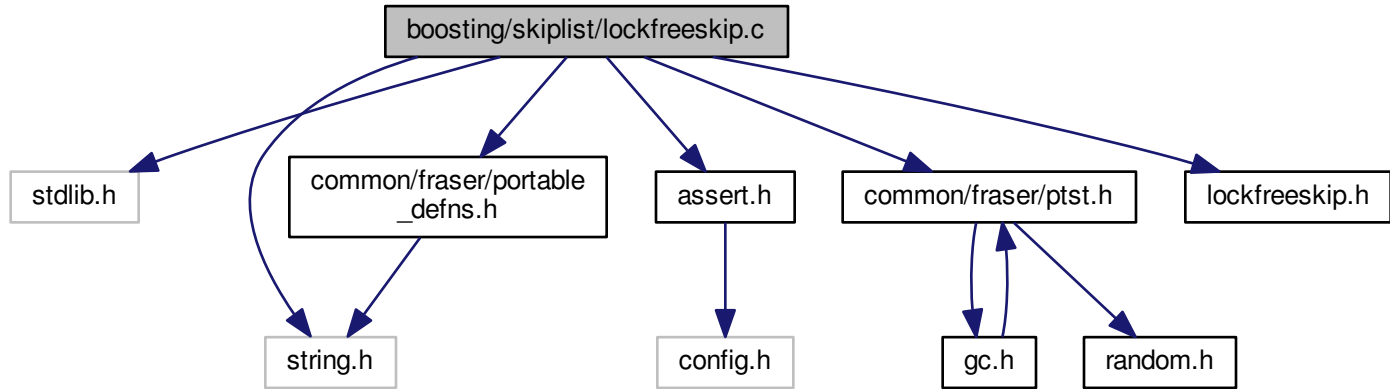 boosting/skiplist/lockfreeskip.c
stdlib.h
common/fraser/portable
_defns.h
assert.h
common/fraser/ptst.h
lockfreeskip.h
string.h
config.h
gc.h
random.h